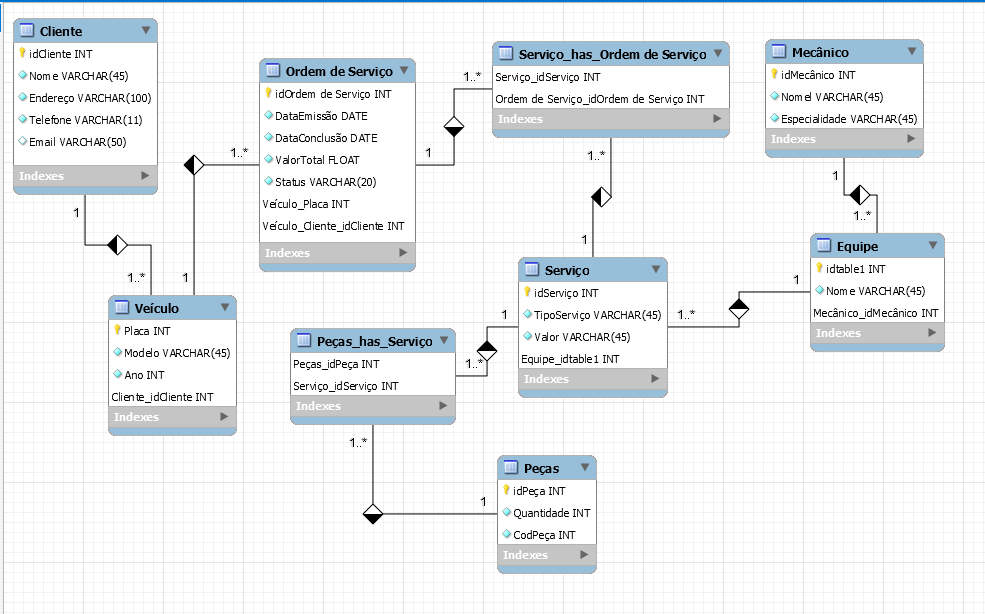 Cliente
idCliente INT
Nome VARCHAR(45)
Endereço VARCHAR(100)
Telefone VARCHAR(11)
Email VARCHAR(50)
Indexes
1
1..*
Veículo
Placa INT
Modelo VARCHAR(45)
Ano INT
Cliente_idCliente INT
Indexes
1
1..*
Ordem de Serviço
idOrdem de Serviço INT
DataEmissão DATE
DataConclusão DATE
ValorTotal FLOAT
Status VARCHAR(20)
Veículo_Placa INT
Veículo_Cliente_idCliente INT
Indexes
1
1..*
Serviço_has_Ordem de Serviço
Serviço_idServiço INT
Ordem de Serviço_idOrdem de Serviço INT
Indexes
1..*
1
Serviço
idServiço INT
TipoServiço VARCHAR(45)
Valor VARCHAR(45)
Equipe_idtable1 INT
Indexes
1
1..*
Peças_has_Serviço
Peças_idPeça INT
Serviço_idServiço INT
Indexes
1..*
1
Peças
idPeça INT
Quantidade INT
CodPeça INT
Indexes
Mecânico
idMecânico INT
Nomel VARCHAR(45)
Especialidade VARCHAR(45)
Indexes
1
1..*
Equipe
idtable1 INT
Nome VARCHAR(45)
Mecânico_idMecânico INT
Indexes
1
1..*